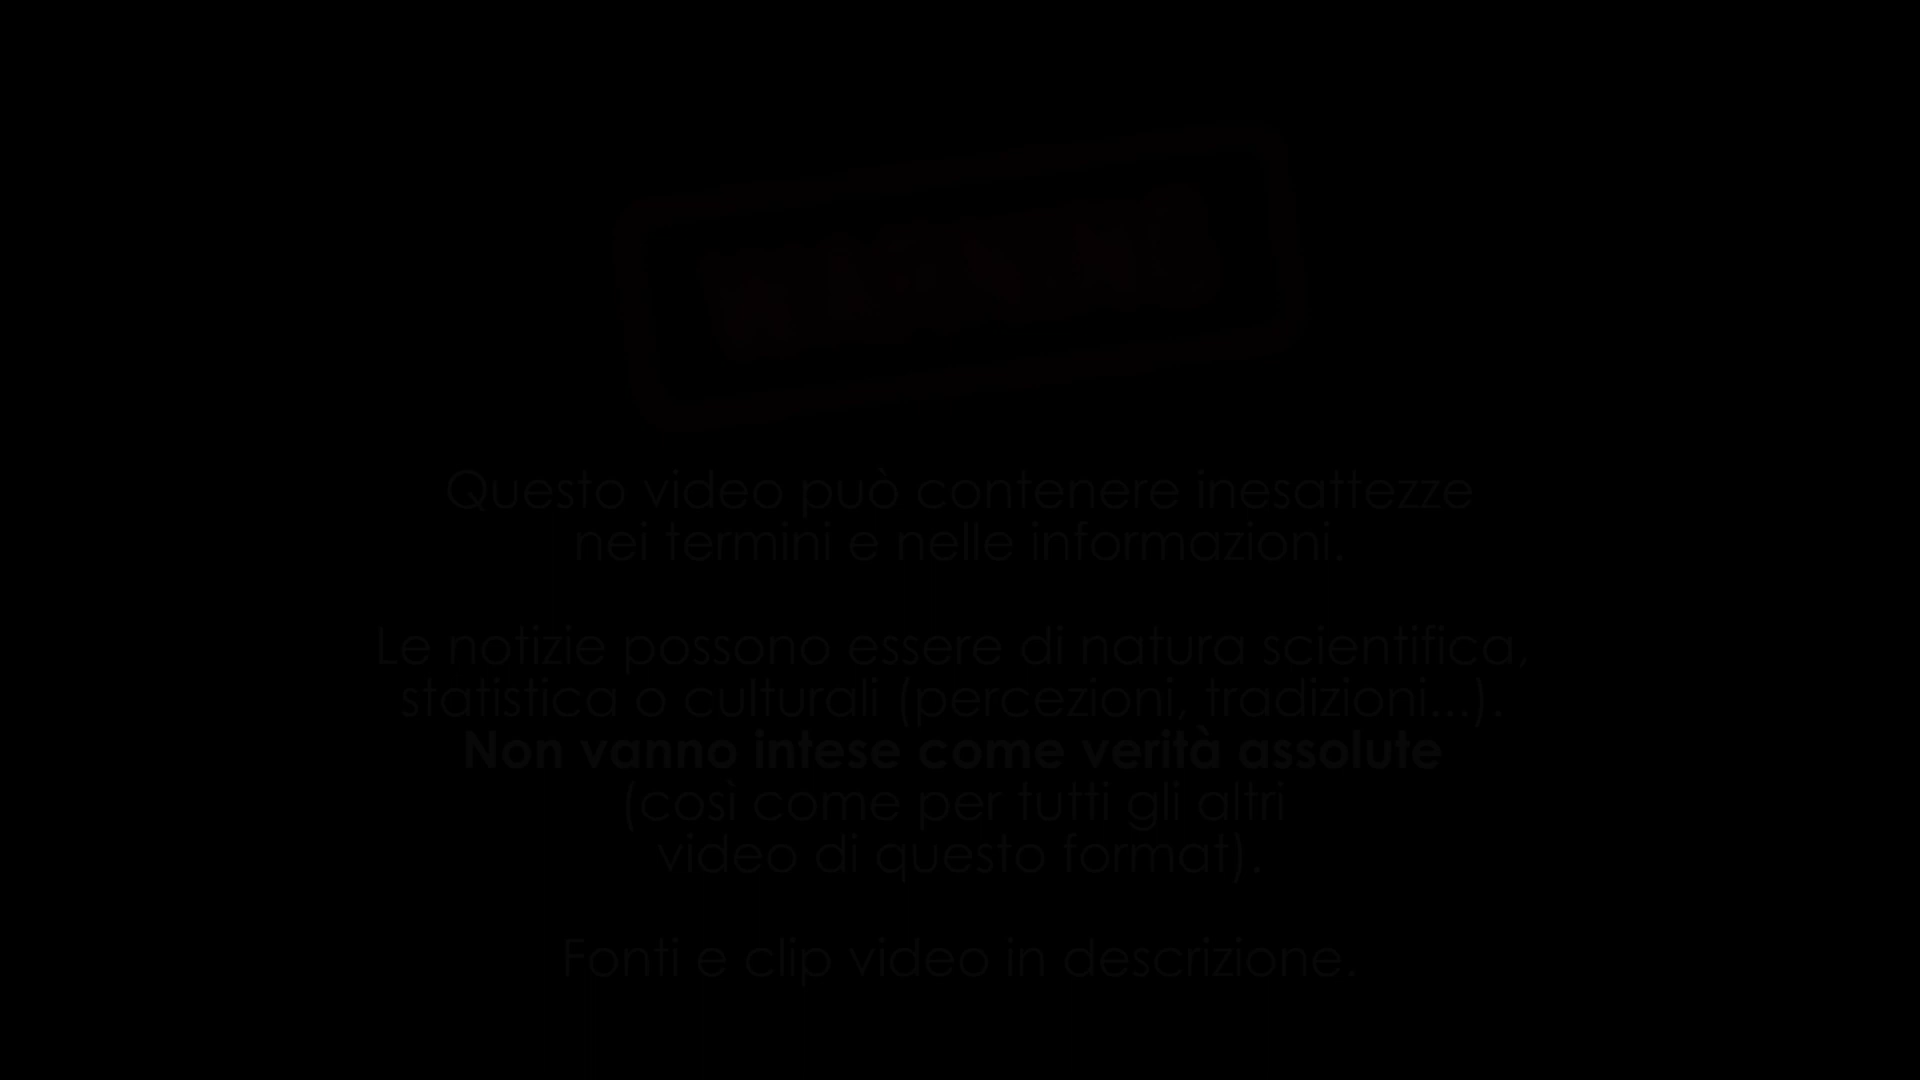 WARNING
Questo video può contenere inesattezze
nei termini e nelle informazioni.
Le notizie possono essere di natura scientifica,
statistica o culturali (percezioni, tradizioni...).
Non vanno intese come verità assolute
(così come per tutti gli altri
video di questo format).
Fonti e clip video in descrizione.